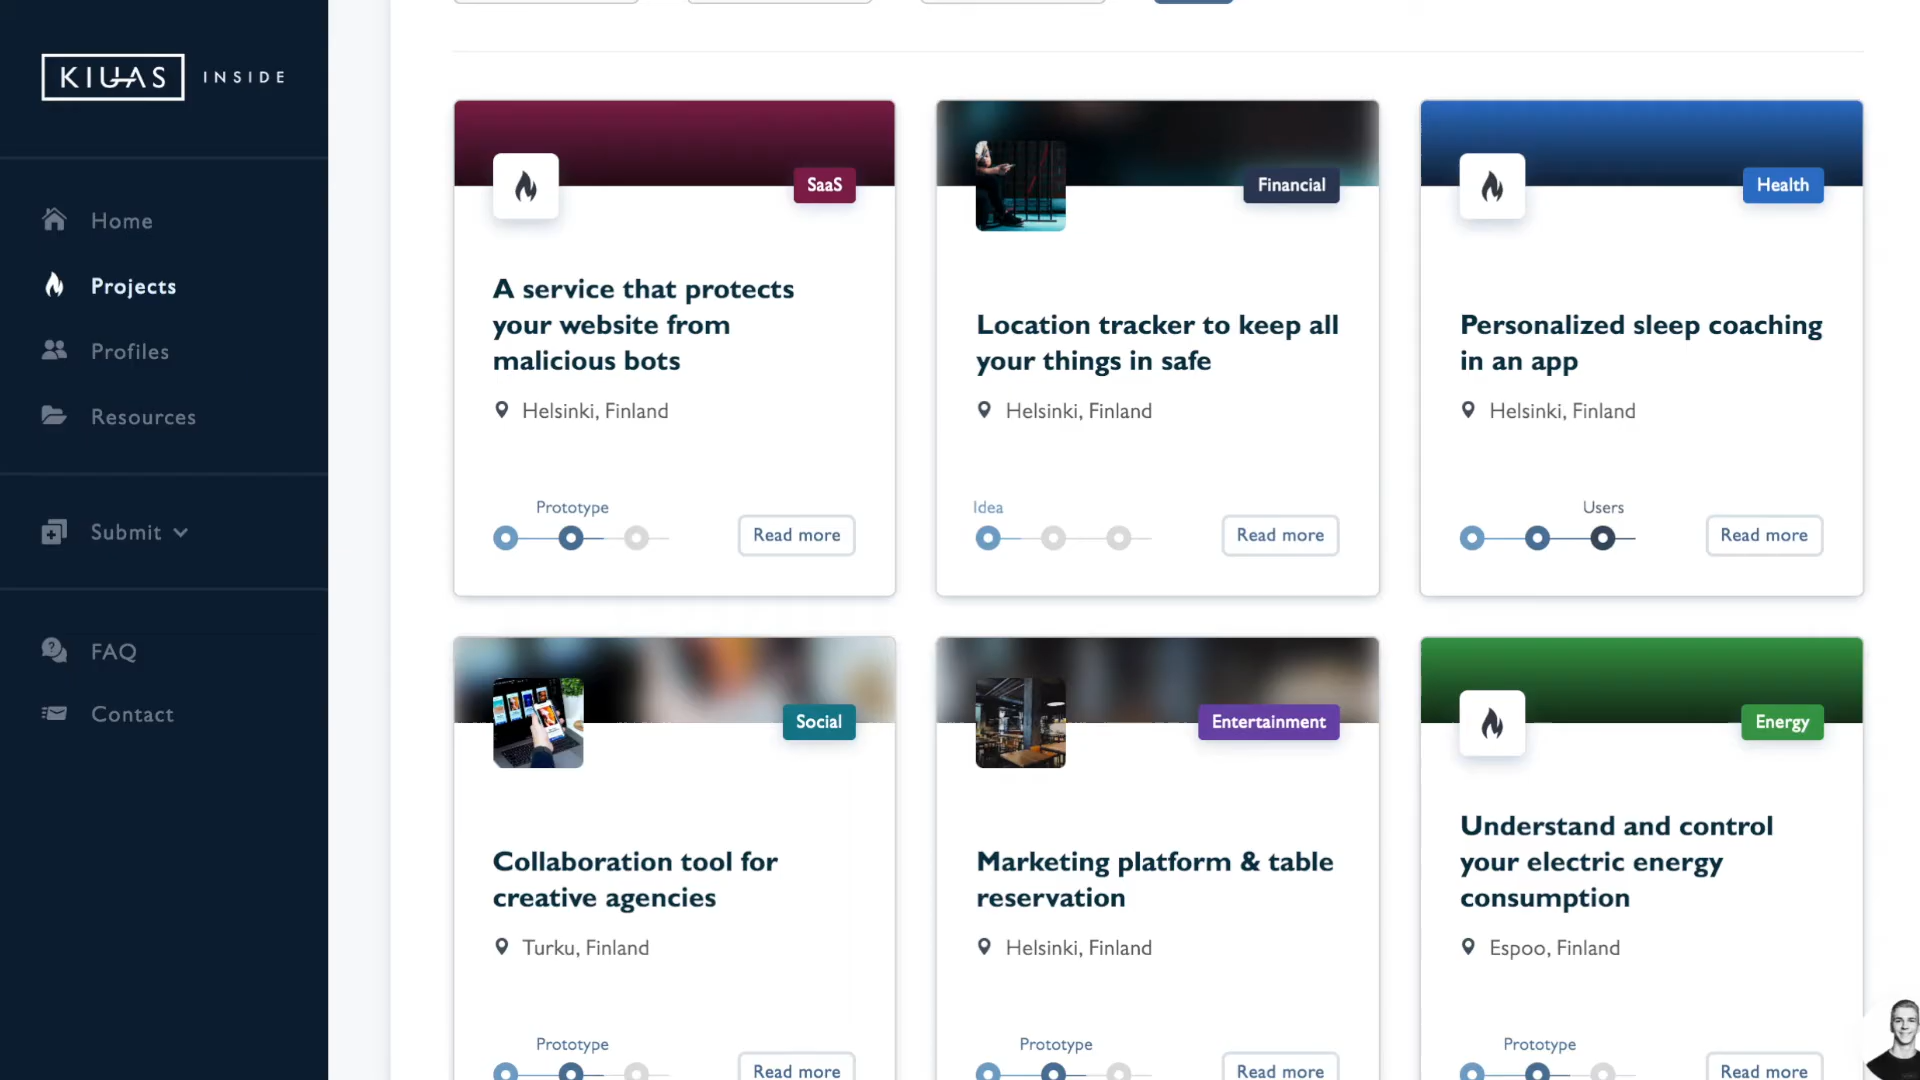 KIUAS INSIDE
Home
Projects
Profiles
Resources
Submit
FAQ
Contact
SaaS
A service that protects
your website from
malicious bots
Helsinki, Finland
Prototype
Read more
Financial
Location tracker to keep all
your things in safe
Helsinki, Finland
Idea
Read more
Health
Personalized sleep coaching
in an app
Helsinki, Finland
Users
Read more
Social
Collaboration tool for
creative agencies
Turku, Finland
Prototype
Read more
Entertainment
Marketing platform & table
reservation
Helsinki, Finland
Prototype
Read more
Energy
Understand and control
your electric energy
consumption
Espoo, Finland
Prototype
Read more